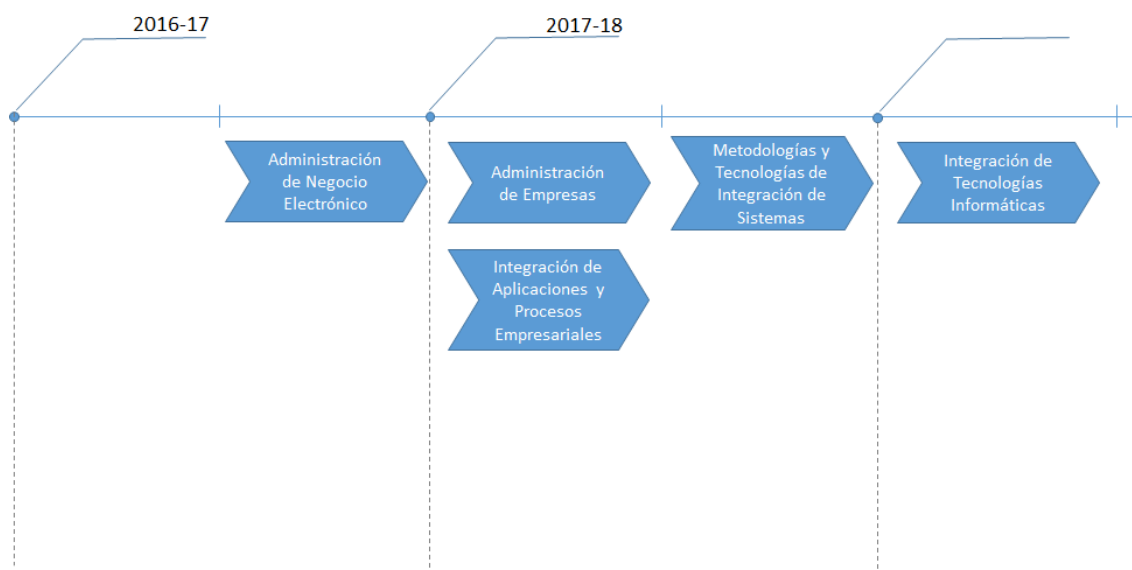 2016-17
2017-18
Administración
de Negocio
Electrónico
Administración
de Empresas
Metodologías y
Tecnologías de
Integración de
Sistemas
Integración de
Tecnologías
Informáticas
Integración de
Aplicaciones y
Procesos
Empresariales